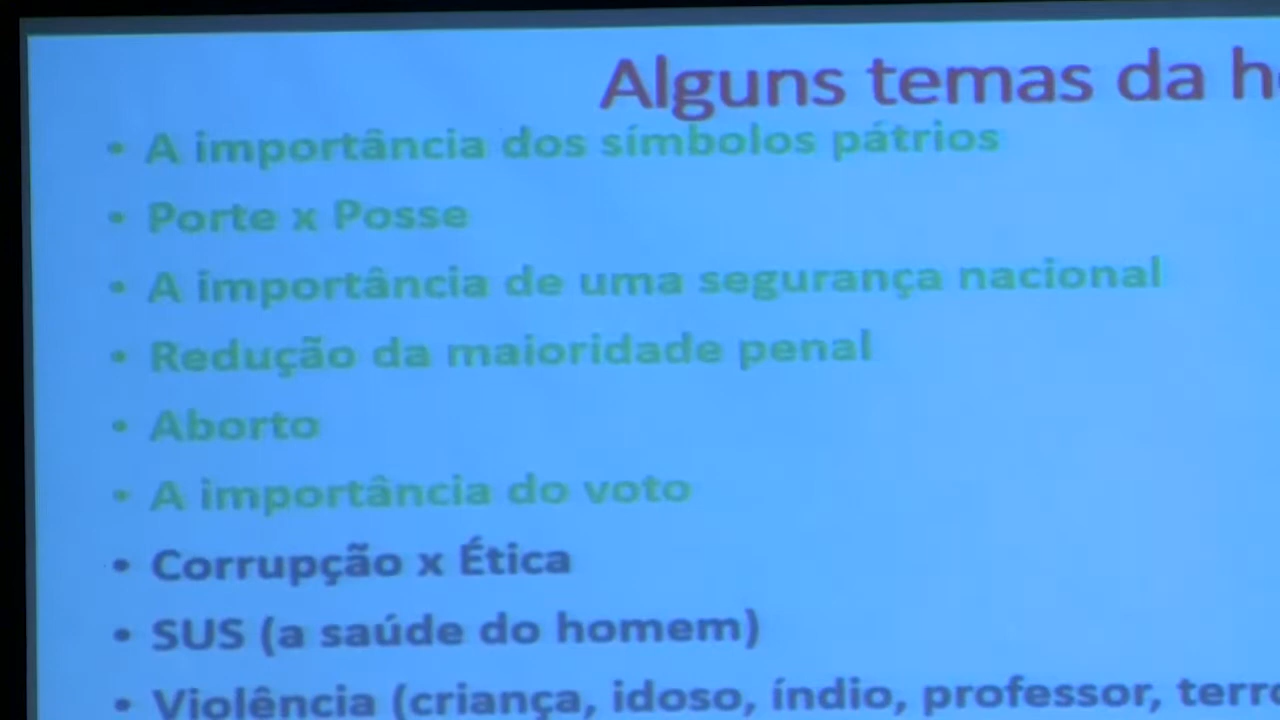 Alguns temas da
• A importância dos símbolos pátrios
• Porte x Posse
• A importância de uma segurança nacional
• Redução da maioridade penal
• Aborto
• A importância do voto
• Corrupção x Ética
• SUS (a saúde do homem)
• Violência (criança, idoso, índio, professor,